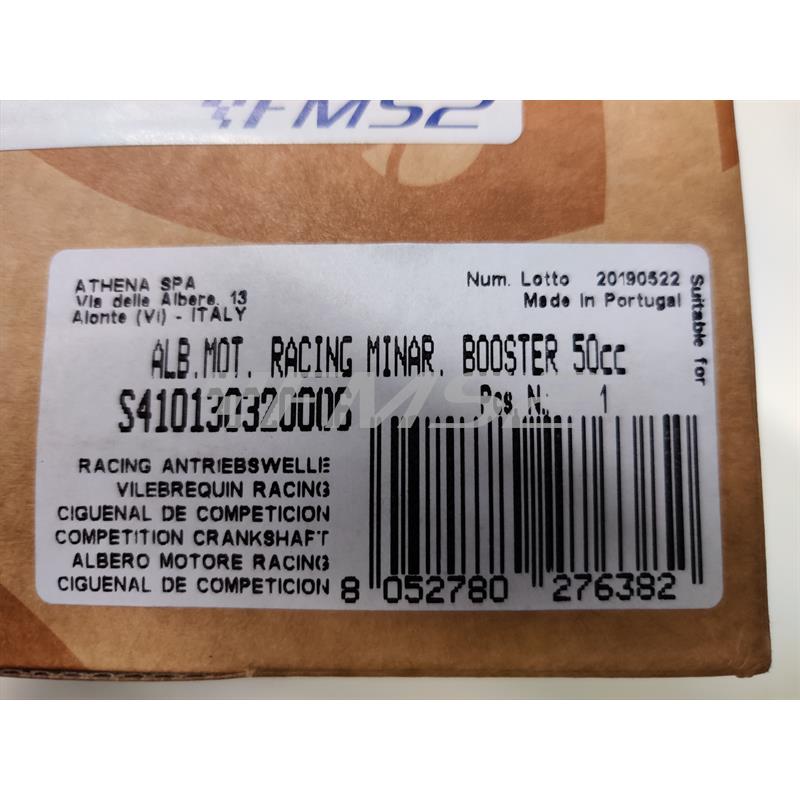 FMS2
ATHENA SPA
Via delle Albere, 13
Alonte (Vi) - ITALY
Num. Lotto 20190522
Made in Portugal
Suitable for
ALB.MOT. RACING MINAR. BOOSTER 50cc
S410130320006
Pcs N. 1
RACING ANTRIEBSWELLE
VILEBREQUIN RACING
CIGUENAL DE COMPETICION
COMPETITION CRANKSHAFT
ALBERO MOTORE RACING
CIGUENAL DE COMPETICION
8 052780 276382
FMS2